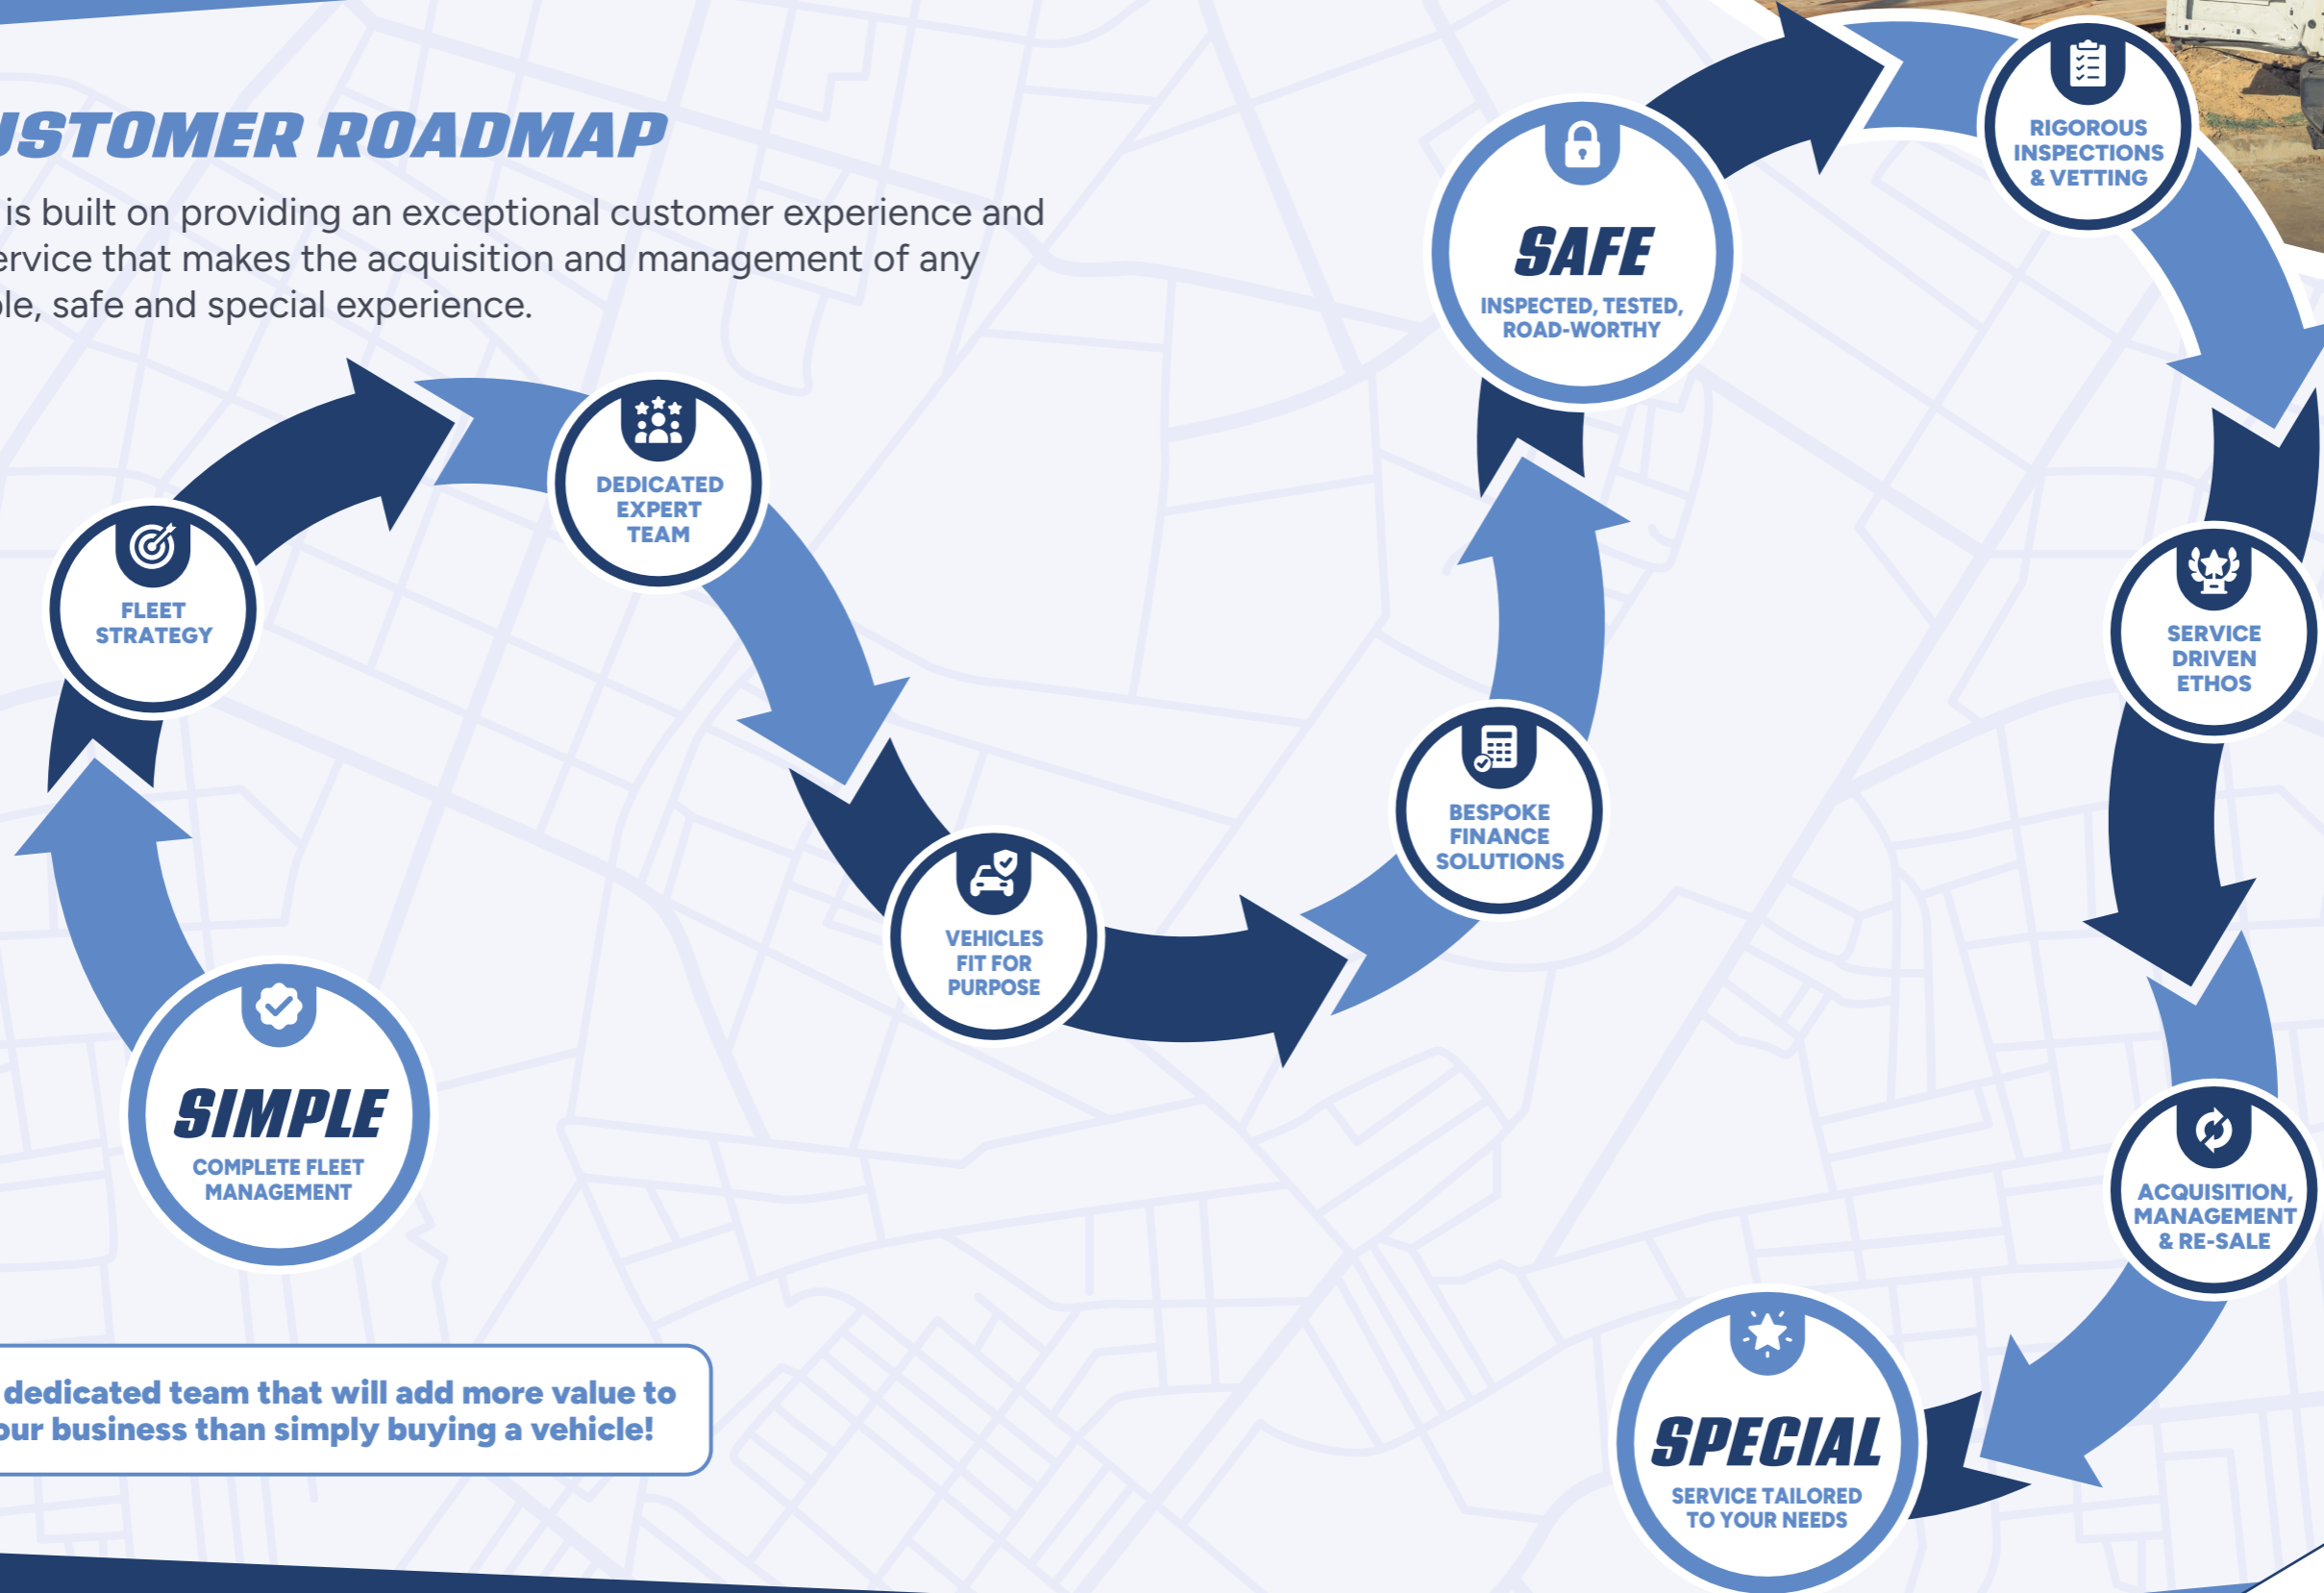 USTOMER ROADMAP
is built on providing an exceptional customer experience and
ervice that makes the acquisition and management of any
le, safe and special experience.
SIMPLE
COMPLETE FLEET
MANAGEMENT
FLEET
STRATEGY
DEDICATED
EXPERT
TEAM
VEHICLES
FIT FOR
PURPOSE
BESPOKE
FINANCE
SOLUTIONS
SAFE
INSPECTED, TESTED,
ROAD-WORTHY
RIGOROUS
INSPECTIONS
& VETTING
SERVICE
DRIVEN
ETHOS
ACQUISITION,
MANAGEMENT
& RE-SALE
SPECIAL
SERVICE TAILORED
TO YOUR NEEDS
dedicated team that will add more value to
our business than simply buying a vehicle!